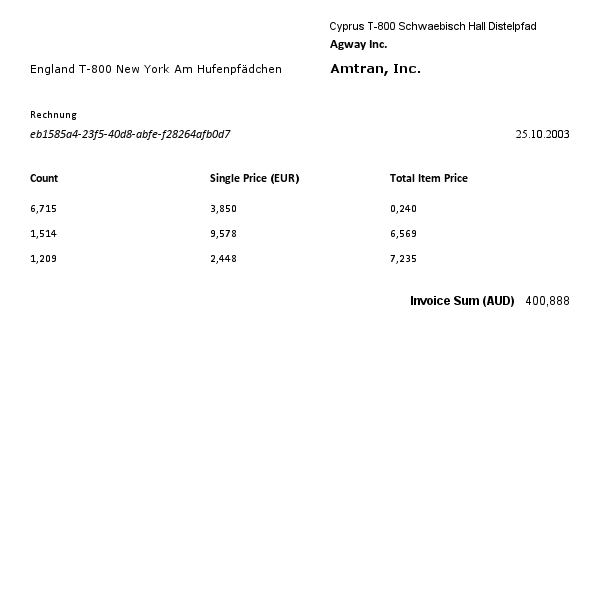 Cyprus T-800 Schwaebisch Hall Distelpfad
Agway Inc.
England T-800 New York Am Hufenpfädchen Amtran, Inc.
Rechnung
eb1585a4-23f5-40d8-abfe-f28264afb0d7 25.10.2003
Count Single Price (EUR) Total Item Price
6,715 3,850 0,240
1,514 9,578 6,569
1,209 2,448 7,235
Invoice Sum (AUD) 400,888